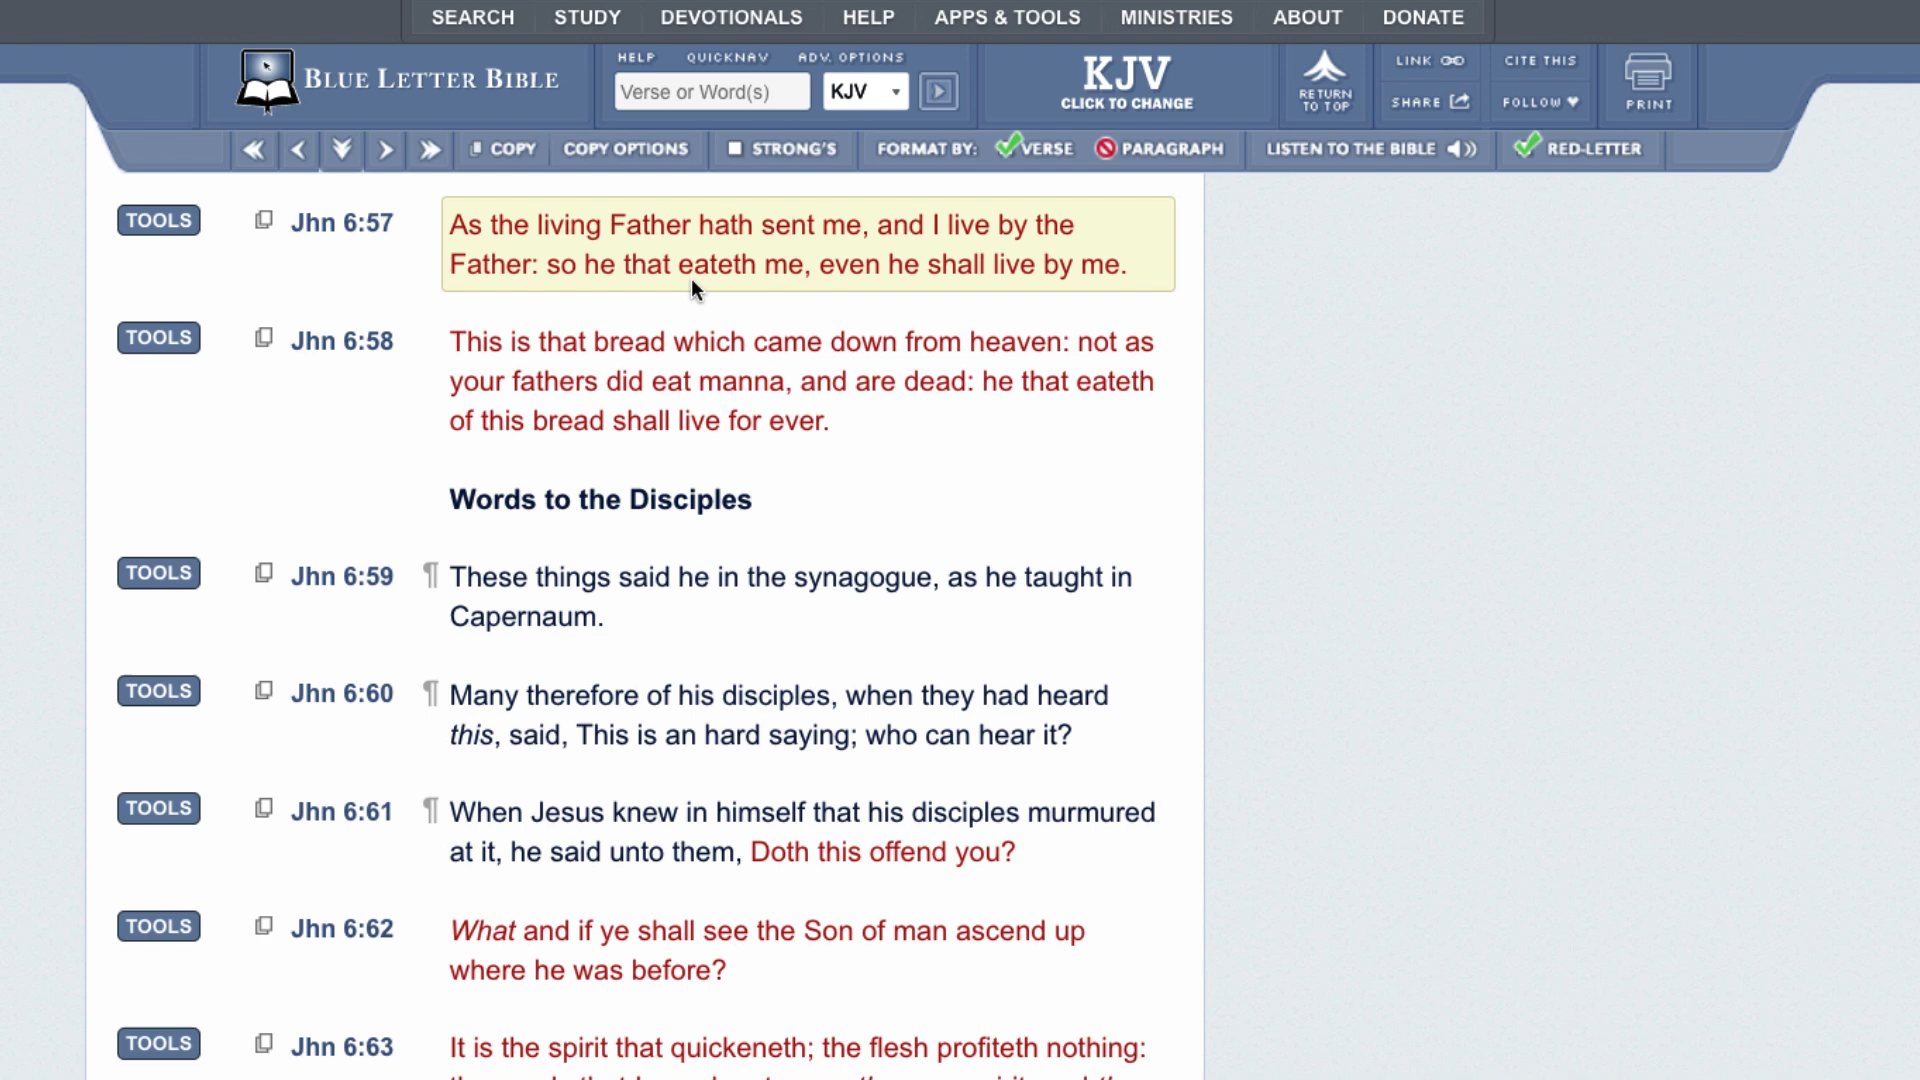 SEARCH STUDY DEVOTIONALS HELP APPS & TOOLS MINISTRIES ABOUT DONATE
BLUE LETTER BIBLE
HELP QUICKNAV ADV. OPTIONS
Verse or Word(s) KJV
KJV
CLICK TO CHANGE
RETURN
TO TOP
LINK CITE THIS
SHARE FOLLOW
PRINT
COPY COPY OPTIONS STRONG'S FORMAT BY: VERSE PARAGRAPH LISTEN TO THE BIBLE RED-LETTER
TOOLS Jhn 6:57 As the living Father hath sent me, and I live by the
Father: so he that eateth me, even he shall live by me.
TOOLS Jhn 6:58 This is that bread which came down from heaven: not as
your fathers did eat manna, and are dead: he that eateth
of this bread shall live for ever.
Words to the Disciples
TOOLS Jhn 6:59 ¶ These things said he in the synagogue, as he taught in
Capernaum.
TOOLS Jhn 6:60 ¶ Many therefore of his disciples, when they had heard
this, said, This is an hard saying; who can hear it?
TOOLS Jhn 6:61 ¶ When Jesus knew in himself that his disciples murmured
at it, he said unto them, Doth this offend you?
TOOLS Jhn 6:62 What and if ye shall see the Son of man ascend up
where he was before?
TOOLS Jhn 6:63 It is the spirit that quickeneth; the flesh profiteth nothing: